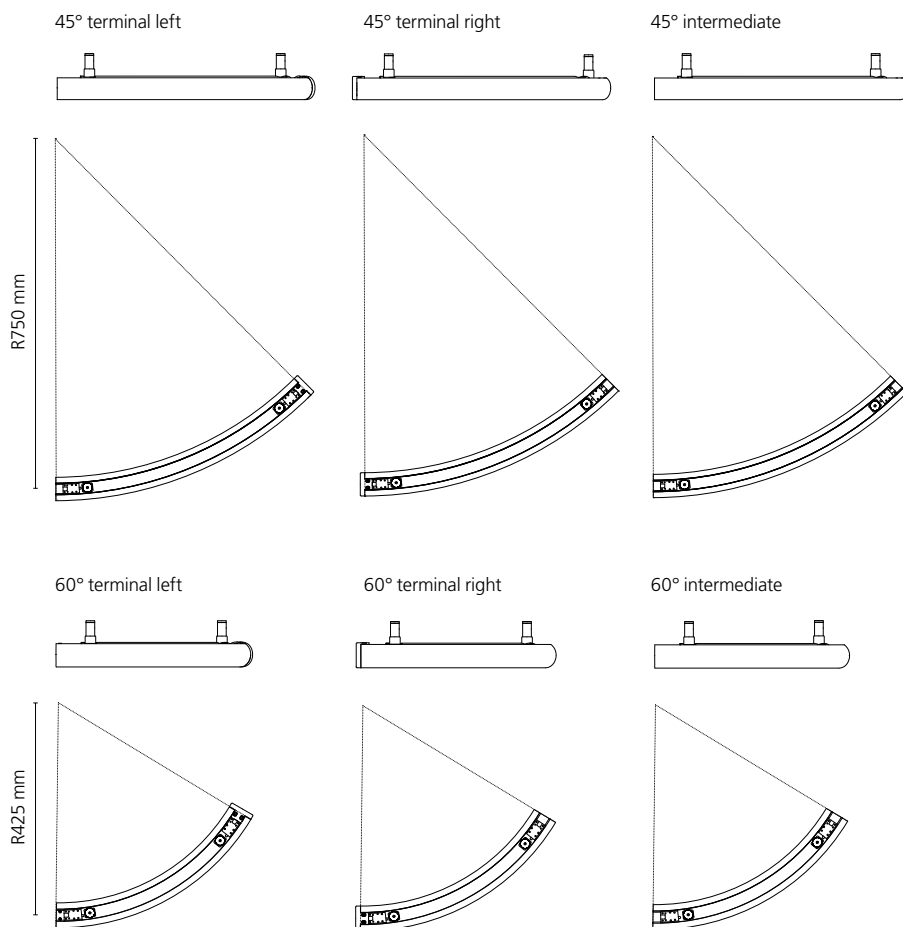 45° terminal left
45° terminal right
45° intermediate
R750 mm
60° terminal left
60° terminal right
60° intermediate
R425 mm